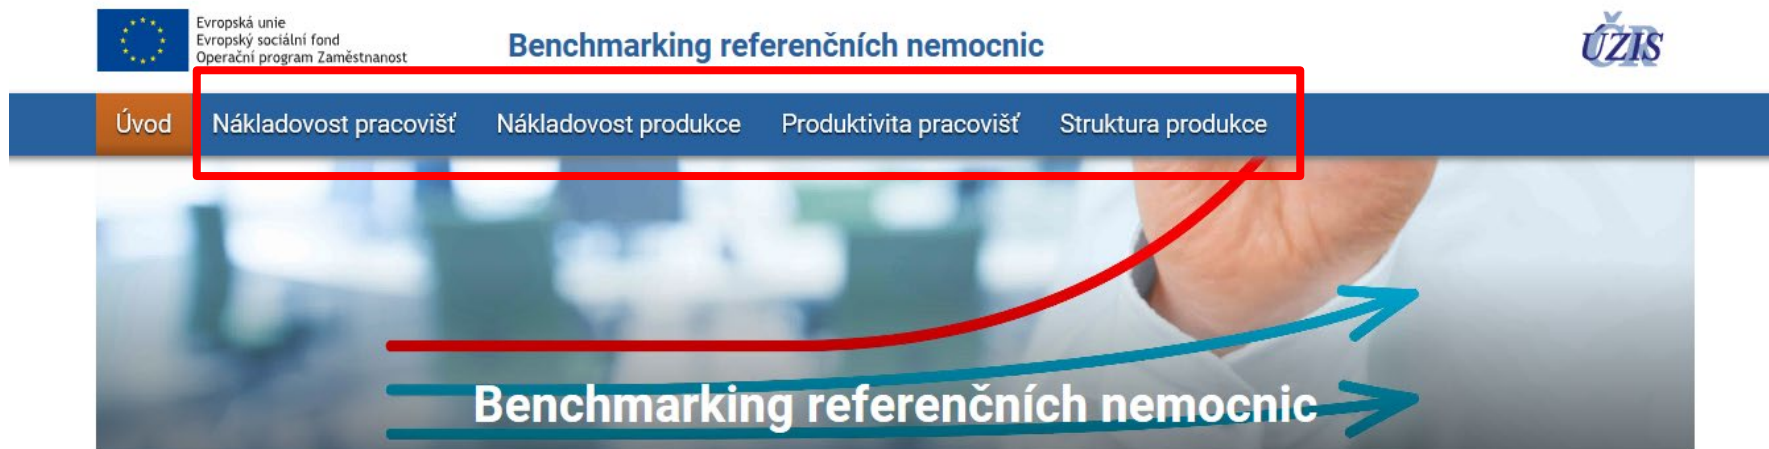 Evropská unie
Evropský sociální fond
Operační program Zaměstnanost
Benchmarking referenčních nemocnic
ÚZIS
ČR
Úvod
Nákladovost pracovišť
Nákladovost produkce
Produktivita pracovišť
Struktura produkce
Benchmarking referenčních nemocnic